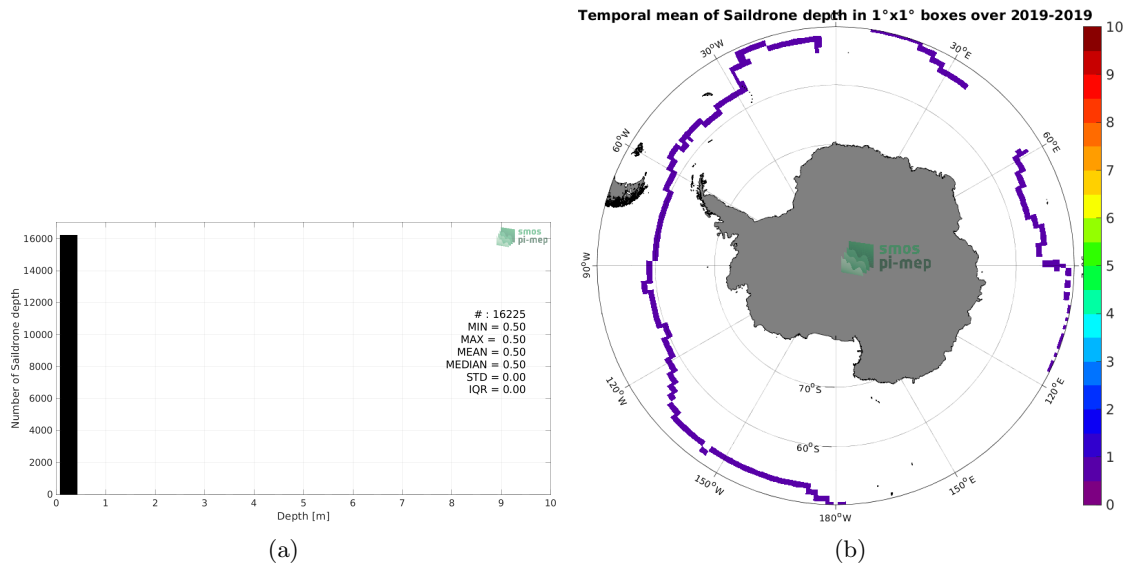 Temporal mean of Saildrone depth in 1°x1° boxes over 2019-2019
16000
14000
12000
10000
8000
6000
4000
2000
0
Number of Saildrone depth
smos
pi-mep
# : 16225
MIN = 0.50
MAX = 0.50
MEAN = 0.50
MEDIAN = 0.50
STD = 0.00
IQR = 0.00
0 1 2 3 4 5 6 7 8 9 10
Depth [m]
(a)
30°W
30°E
60°W
60°E
90°W
120°W
120°E
150°W
150°E
180°W
70°S
60°S
smos
pi-mep
10
9
8
7
6
5
4
3
2
1
0
(b)